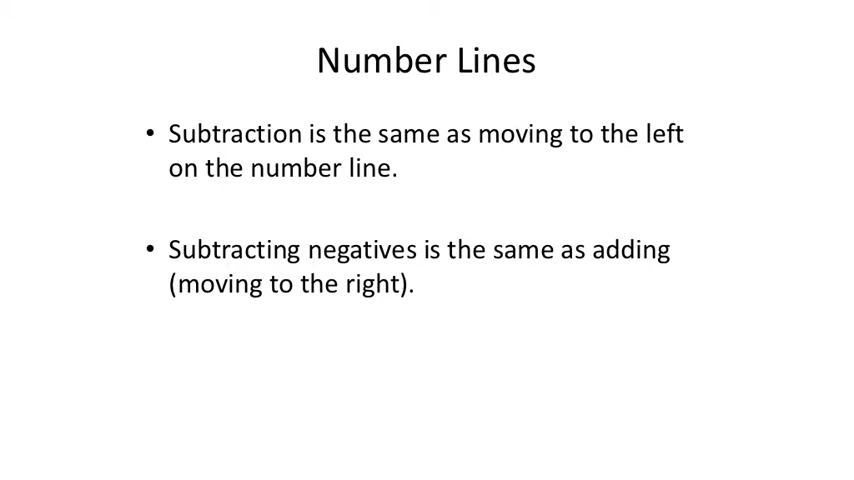 Number Lines
• Subtraction is the same as moving to the left
on the number line.
• Subtracting negatives is the same as adding
(moving to the right).